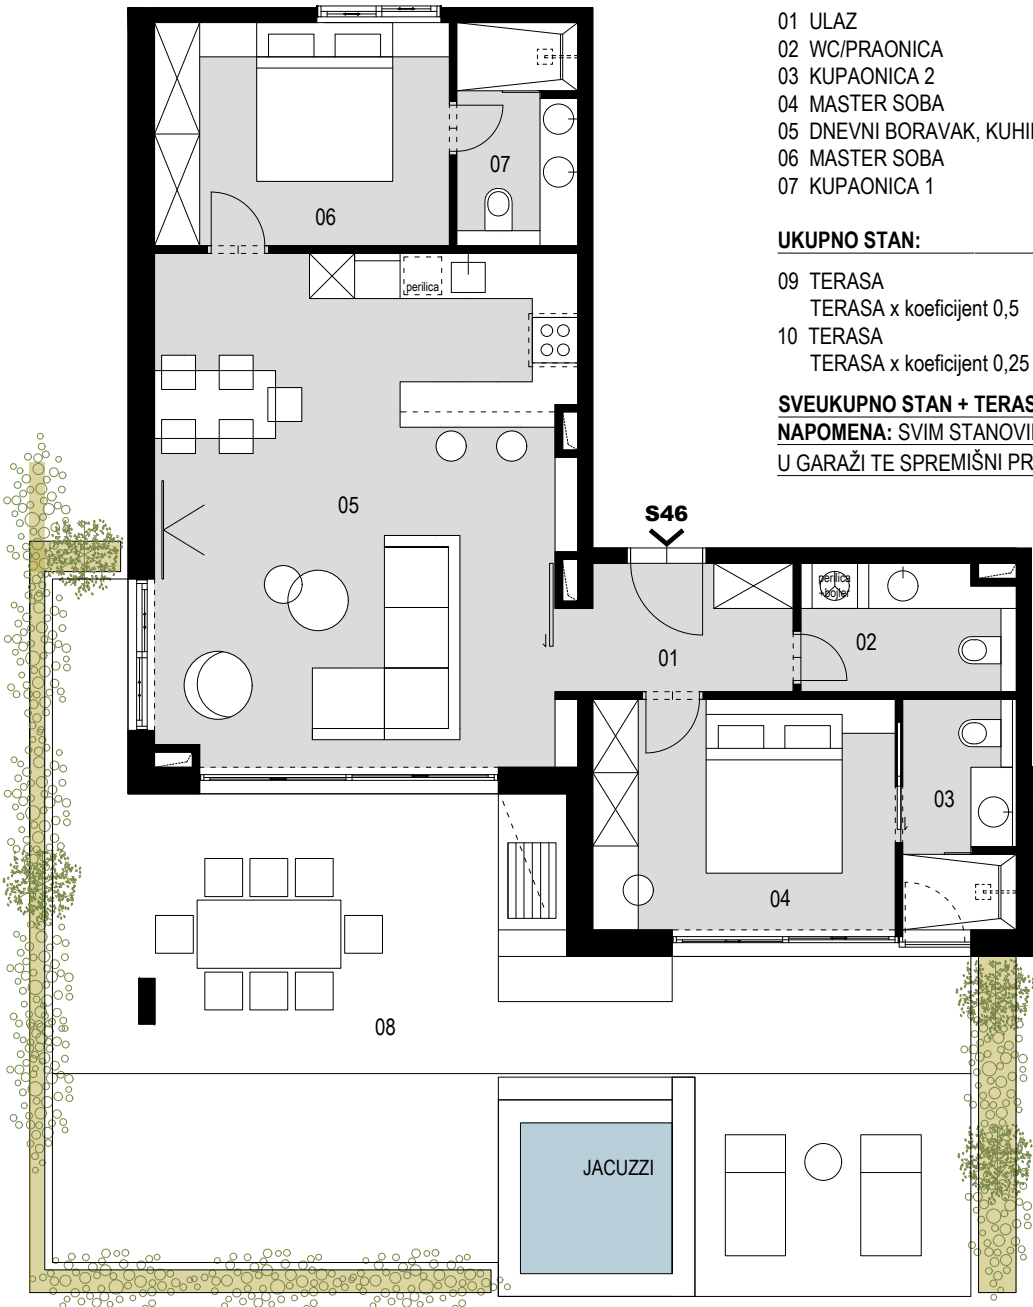 01 ULAZ
02 WC/PRAONICA
03 KUPAONICA 2
04 MASTER SOBA
05 DNEVNI BORAVAK,
06 MASTER SOBA
07 KUPAONICA 1
UKUPNO STAN:
09 TERASA
TERASA x koeficijent 0,5
10 TERASA
TERASA x koeficijent 0,25
SVEUKUPNO STAN + TERAS
NAPOMENA: SVIM STANOVI
U GARAŽI TE SPREMIŠNI PR
07
06
perilica
05
S46
perilica
+bojler
02
01
03
04
08
JACUZZI